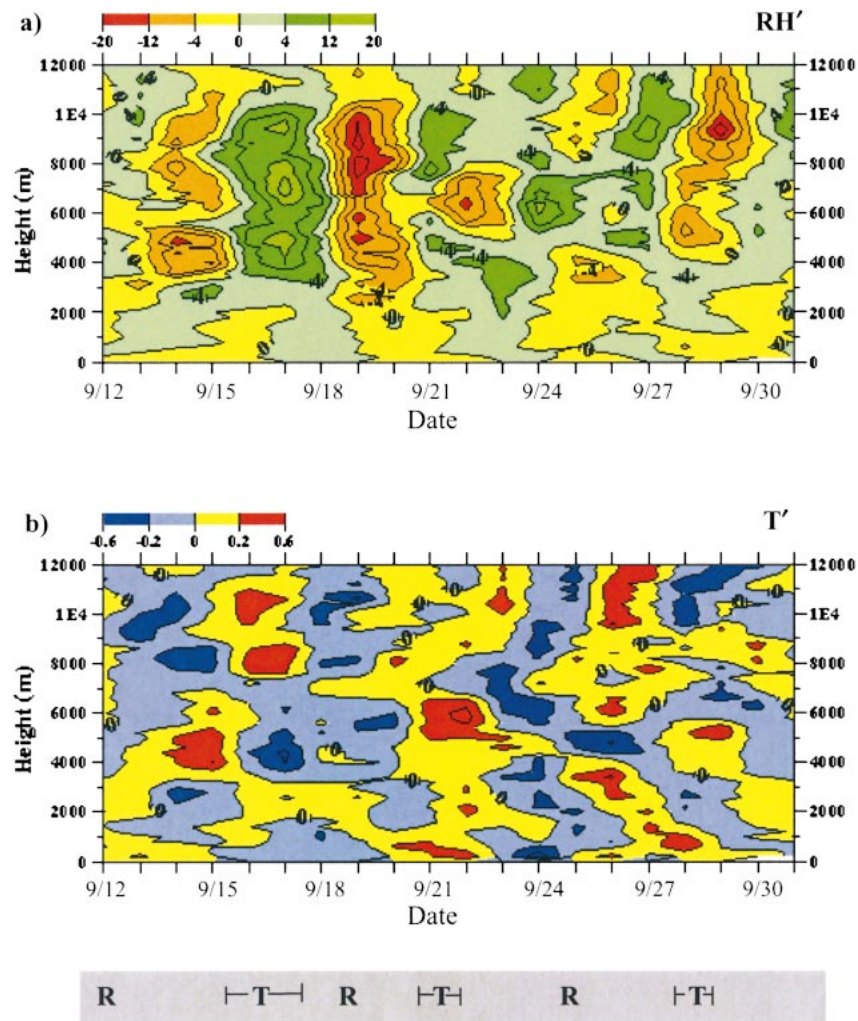 a)
RH′
-20 -12 -4 0 4 12 20
12000 12000
1E4 1E4
8000 8000
6000 6000
4000 4000
2000 2000
0 0
Height (m)
9/12 9/15 9/18 9/21 9/24 9/27 9/30
Date
b)
T′
-0.6 -0.2 0 0.2 0.6
12000 12000
1E4 1E4
8000 8000
6000 6000
4000 4000
2000 2000
0 0
Height (m)
9/12 9/15 9/18 9/21 9/24 9/27 9/30
Date
R T R T R T